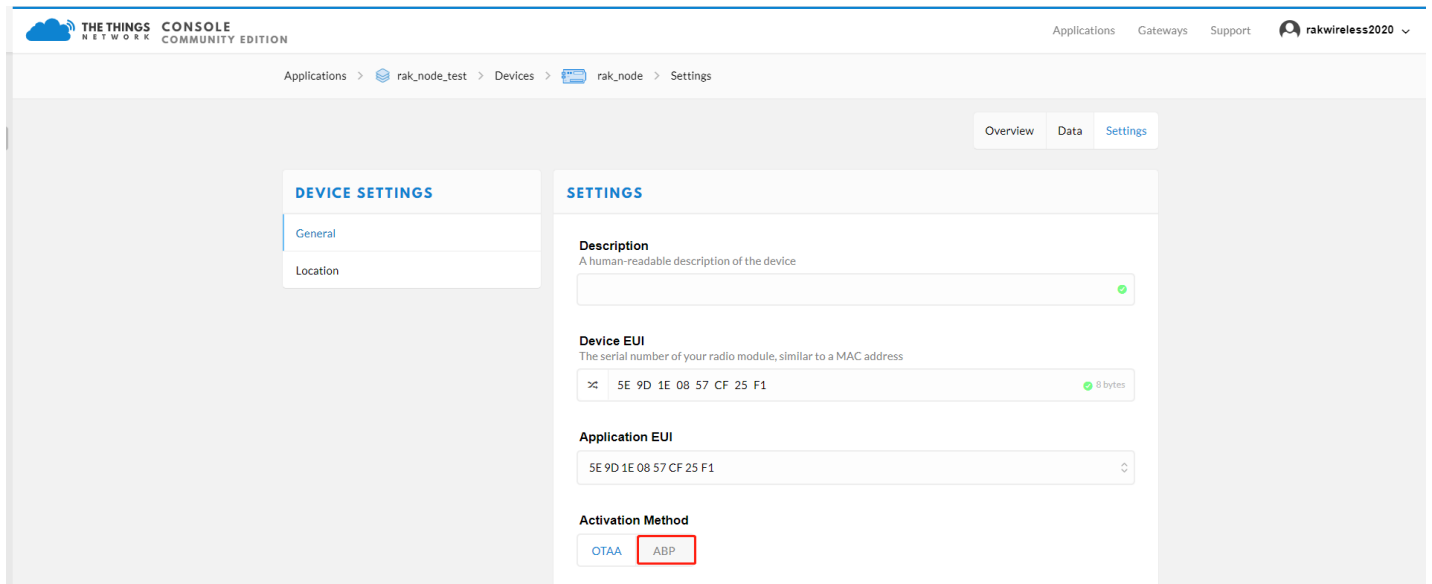 THE THINGS NETWORK CONSOLE COMMUNITY EDITION
Applications Gateways Support rakwireless2020
Applications > rak_node_test > Devices > rak_node > Settings
Overview Data Settings
DEVICE SETTINGS
General
Location
SETTINGS
Description
A human-readable description of the device
Device EUI
The serial number of your radio module, similar to a MAC address
5E 9D 1E 08 57 CF 25 F1 8 bytes
Application EUI
5E 9D 1E 08 57 CF 25 F1
Activation Method
OTAA ABP